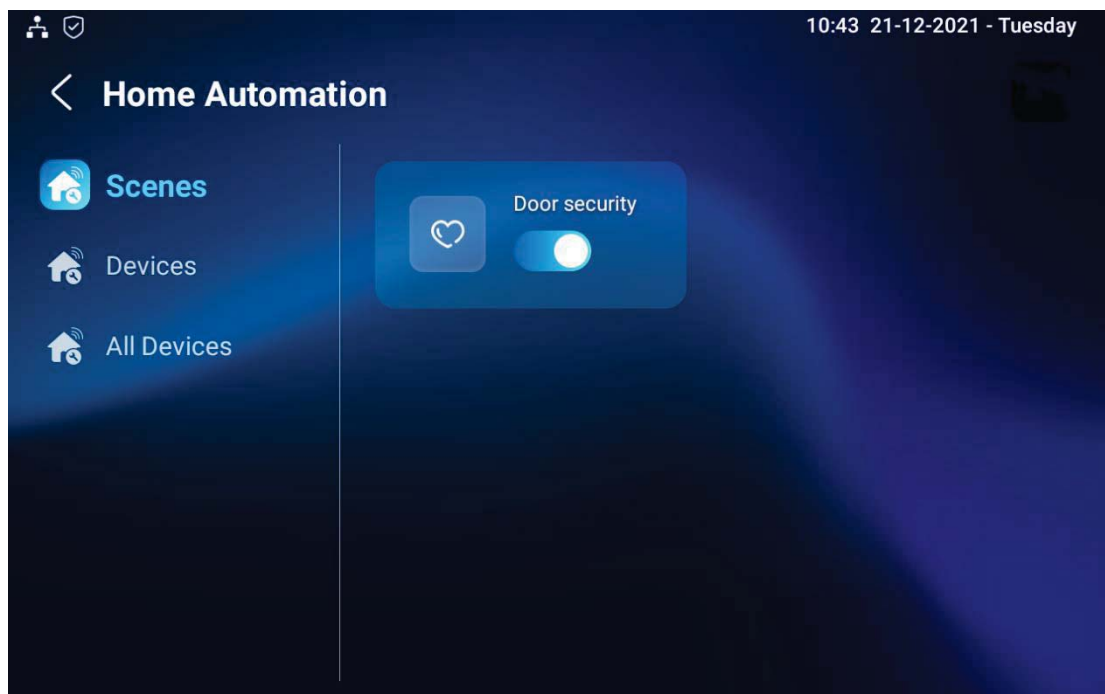 10:43 21-12-2021 - Tuesday
Home Automation
Scenes
Devices
All Devices
Door security